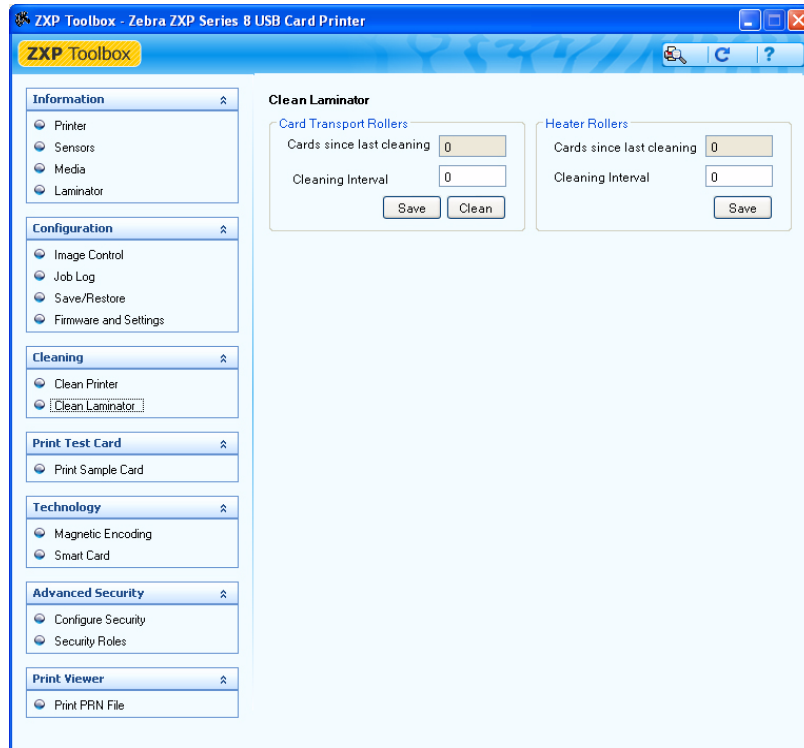 ZXP Toolbox - Zebra ZXP Series 8 USB Card Printer
ZXP Toolbox
?
Information
Printer
Sensors
Media
Laminator
Configuration
Image Control
Job Log
Save/Restore
Firmware and Settings
Cleaning
Clean Printer
Clean Laminator
Print Test Card
Print Sample Card
Technology
Magnetic Encoding
Smart Card
Advanced Security
Configure Security
Security Roles
Print Viewer
Print PRN File
Clean Laminator
Card Transport Rollers
Cards since last cleaning 0
Cleaning Interval 0
Save Clean
Heater Rollers
Cards since last cleaning 0
Cleaning Interval 0
Save